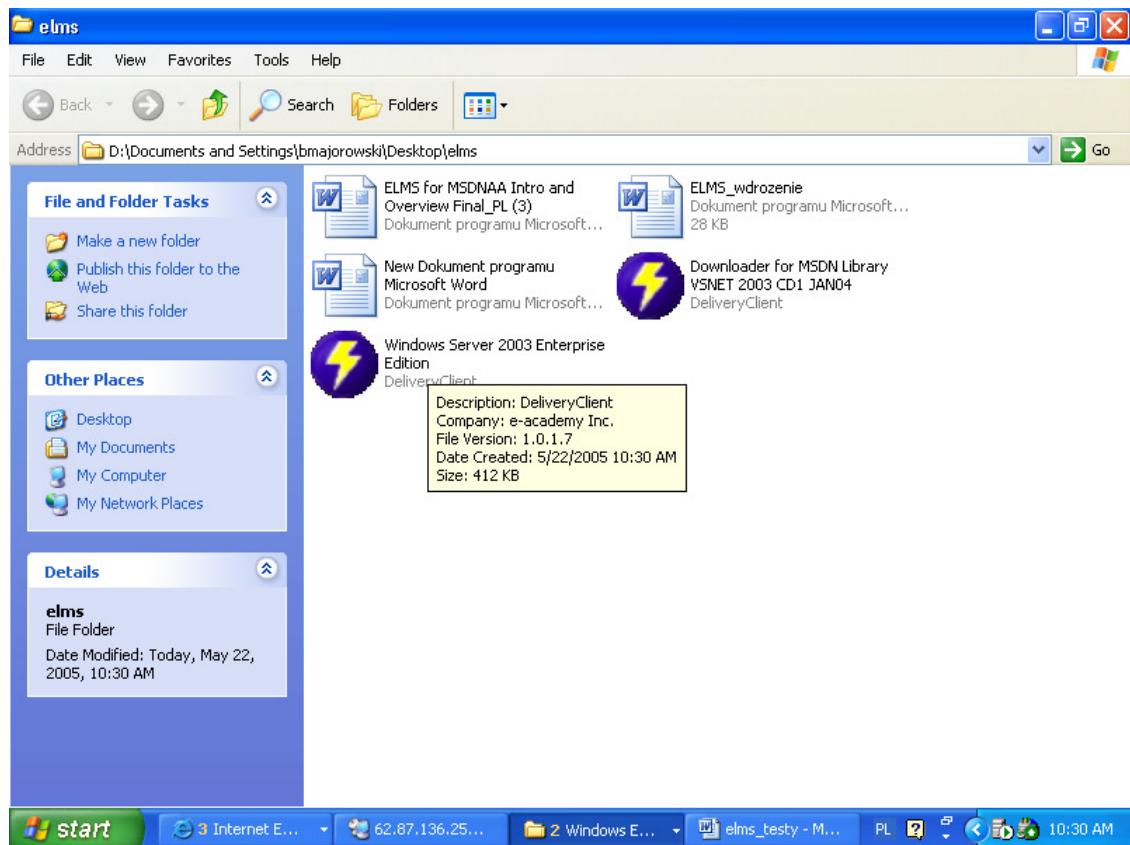 elms
File Edit View Favorites Tools Help
Back Search Folders
Address D:\Documents and Settings\bmajorowski\Desktop\elms Go
File and Folder Tasks
Make a new folder
Publish this folder to the
Web
Share this folder
Other Places
Desktop
My Documents
My Computer
My Network Places
Details
elms
File Folder
Date Modified: Today, May 22,
2005, 10:30 AM
ELMS for MSDNAA Intro and
Overview Final_PL (3)
Dokument programu Microsoft...
ELMS_wdrozenie
Dokument programu Microsoft...
28 KB
New Dokument programu
Microsoft Word
Dokument programu Microsoft...
Downloader for MSDN Library
VSNET 2003 CD1 JAN04
DeliveryClient
Windows Server 2003 Enterprise
Edition
DeliveryClient
Description: DeliveryClient
Company: e-academy Inc.
File Version: 1.0.1.7
Date Created: 5/22/2005 10:30 AM
Size: 412 KB
start 3 Internet E... 62.87.136.25... 2 Windows E... elms_testy - M... PL 10:30 AM